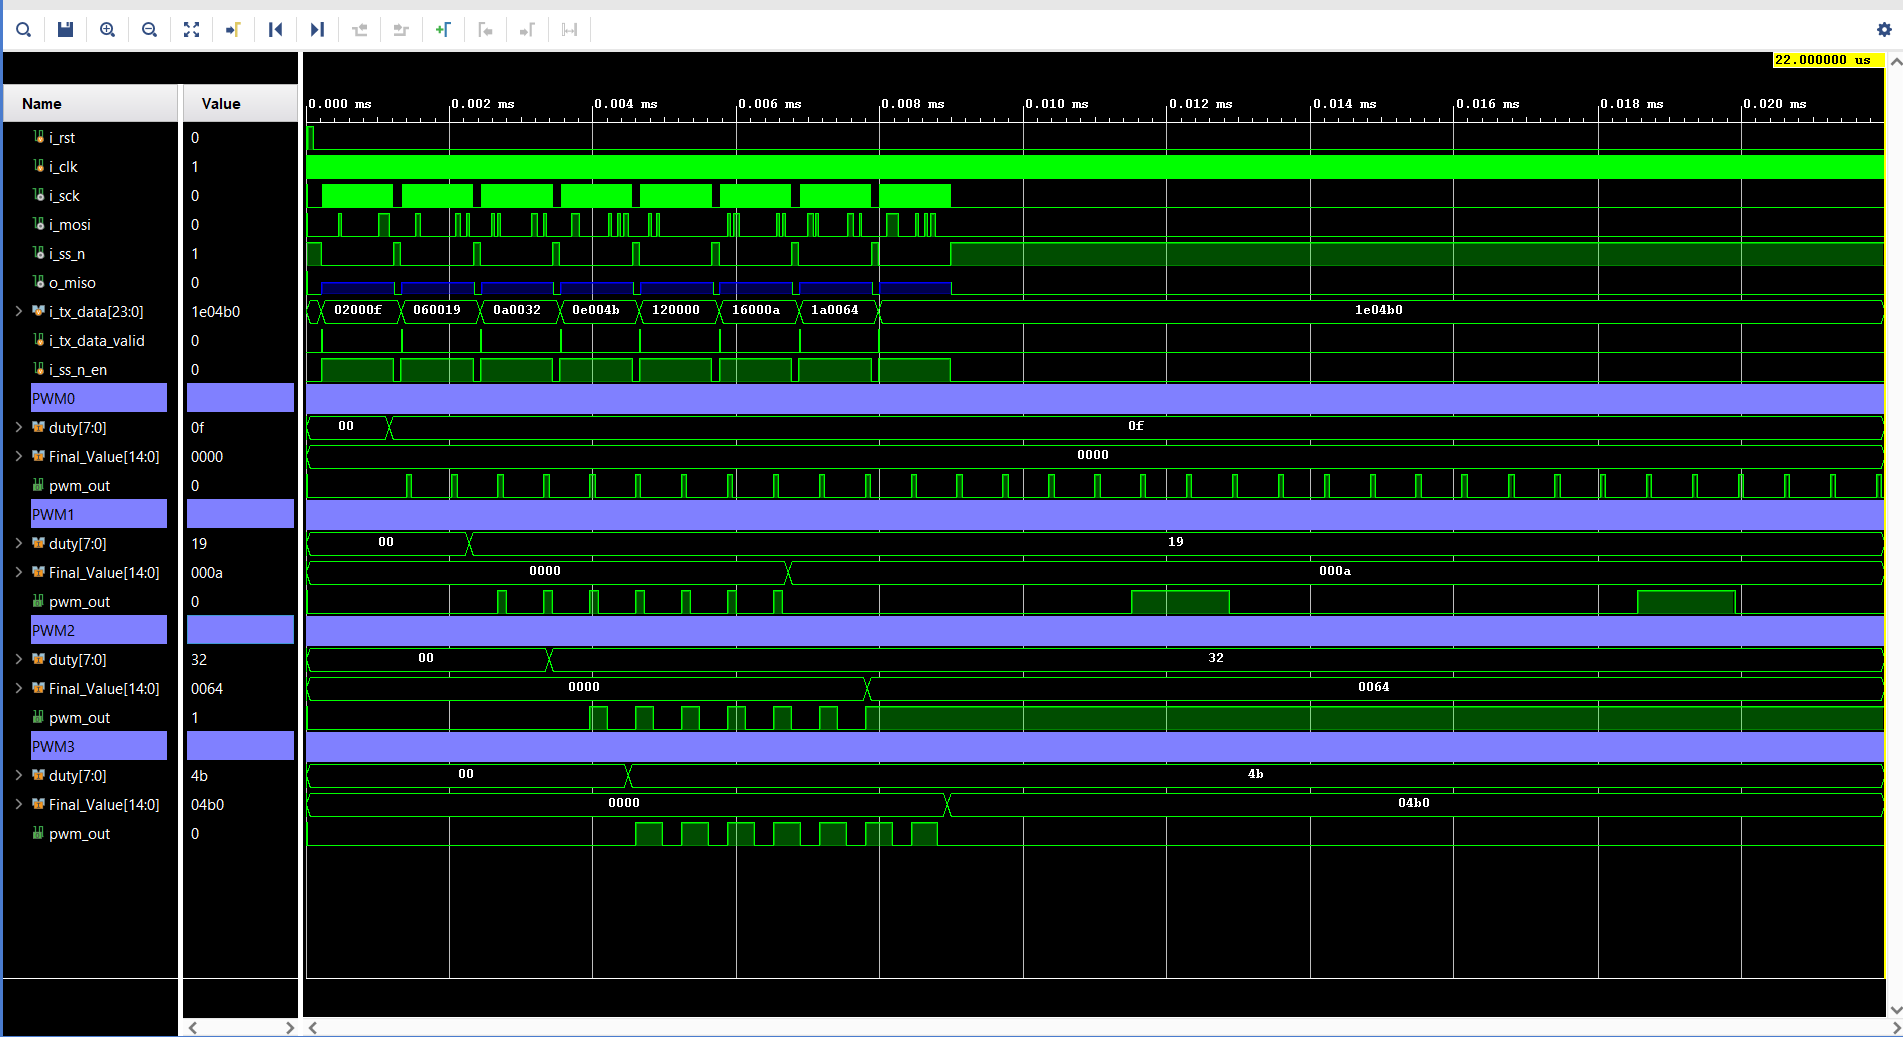 22.000000 us
Name Value
0.000 ms 0.002 ms 0.004 ms 0.006 ms 0.008 ms 0.010 ms 0.012 ms 0.014 ms 0.016 ms 0.018 ms 0.020 ms
i_rst 0
i_clk 1
i_sck 0
i_mosi 0
i_ss_n 1
o_miso 0
i_tx_data[23:0] 1e04b0 02000f 060019 0a0032 0e004b 120000 16000a 1a0064 1e04b0
i_tx_data_valid 0
i_ss_n_en 0
PWM0
duty[7:0] 0f 00 0f
Final_Value[14:0] 0000 0000
pwm_out 0
PWM1
duty[7:0] 19 00 19
Final_Value[14:0] 000a 0000 000a
pwm_out 0
PWM2
duty[7:0] 32 00 32
Final_Value[14:0] 0064 0000 0064
pwm_out 1
PWM3
duty[7:0] 4b 00 4b
Final_Value[14:0] 04b0 0000 04b0
pwm_out 0